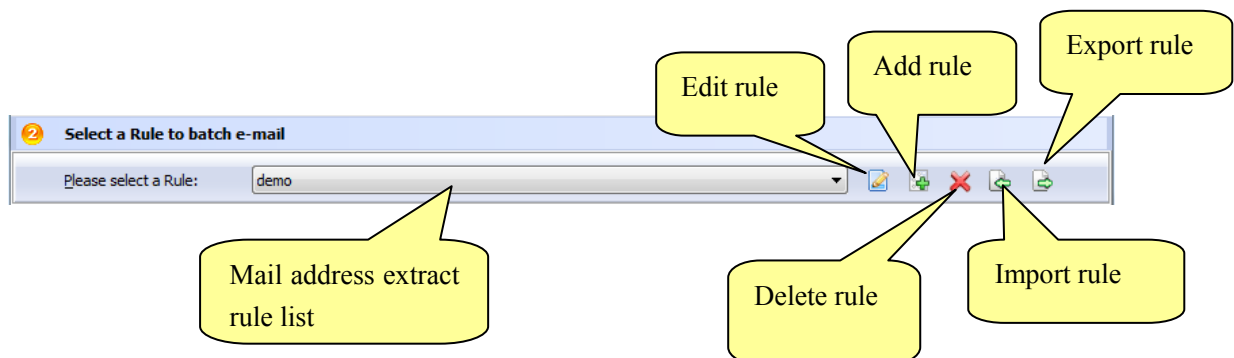 Export rule
Add rule
Edit rule
2 Select a Rule to batch e-mail
Please select a Rule: demo
Mail address extract
rule list
Delete rule
Import rule